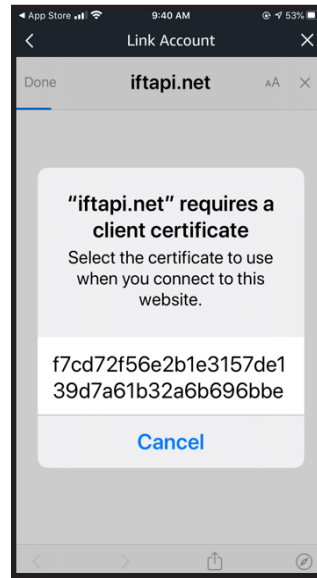 App Store 9:40 AM 53%
Link Account
Done iftapi.net AA
“iftapi.net” requires a
client certificate
Select the certificate to use
when you connect to this
website.
f7cd72f56e2b1e3157de1
39d7a61b32a6b696bbe
Cancel